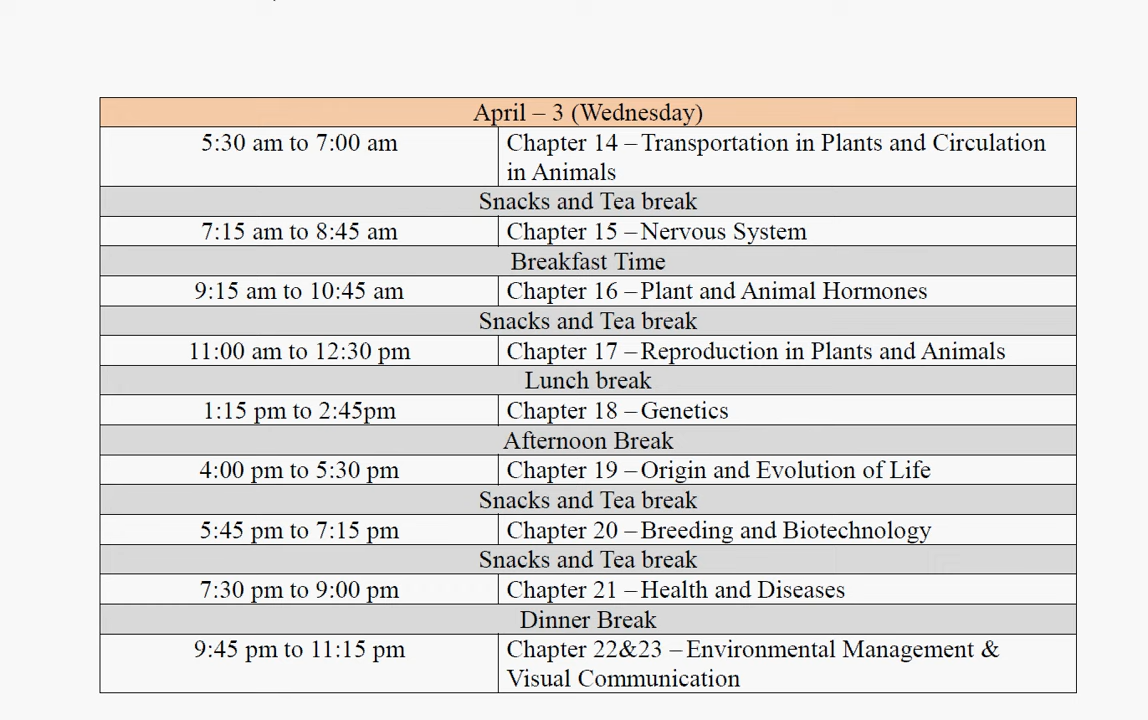 April – 3 (Wednesday)
5:30 am to 7:00 am
Chapter 14 – Transportation in Plants and Circulation
in Animals
Snacks and Tea break
7:15 am to 8:45 am
Chapter 15 – Nervous System
Breakfast Time
9:15 am to 10:45 am
Chapter 16 – Plant and Animal Hormones
Snacks and Tea break
11:00 am to 12:30 pm
Chapter 17 – Reproduction in Plants and Animals
Lunch break
1:15 pm to 2:45pm
Chapter 18 – Genetics
Afternoon Break
4:00 pm to 5:30 pm
Chapter 19 – Origin and Evolution of Life
Snacks and Tea break
5:45 pm to 7:15 pm
Chapter 20 – Breeding and Biotechnology
Snacks and Tea break
7:30 pm to 9:00 pm
Chapter 21 – Health and Diseases
Dinner Break
9:45 pm to 11:15 pm
Chapter 22&23 – Environmental Management &
Visual Communication